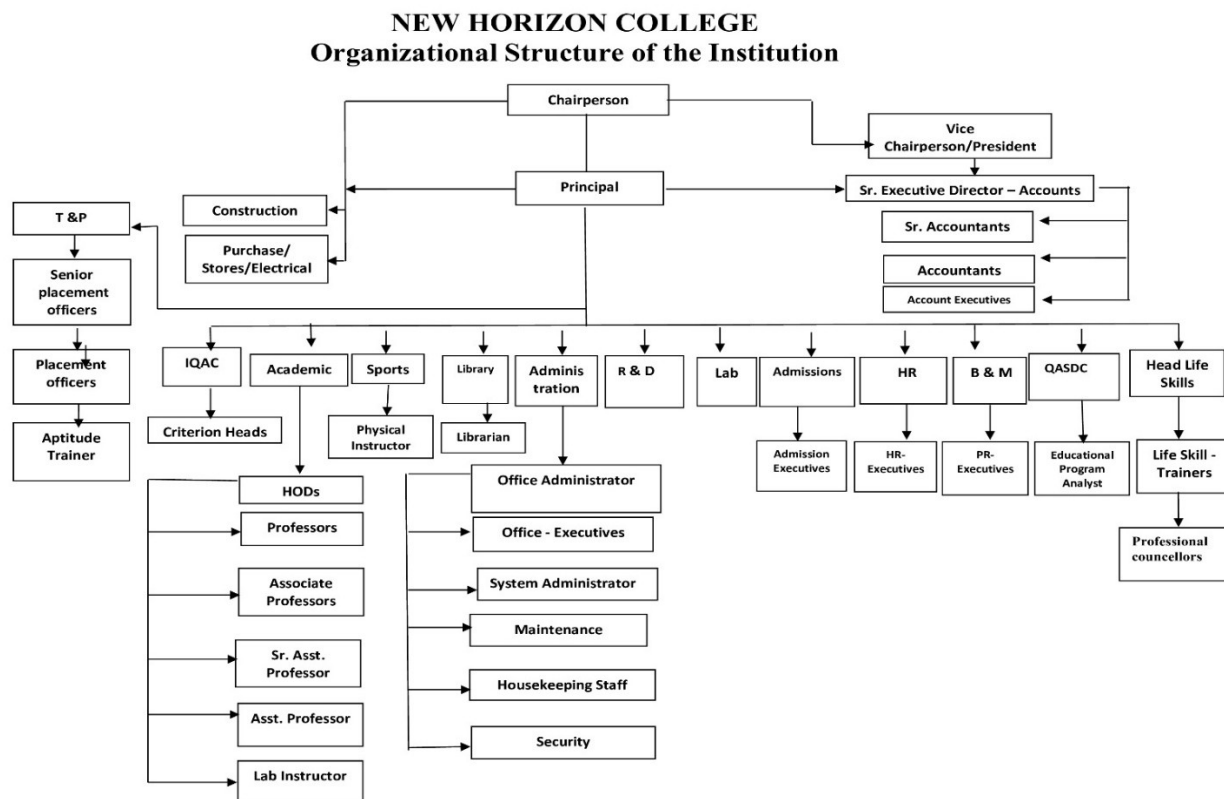 NEW HORIZON COLLEGE
Organizational Structure of the Institution
Chairperson
Vice
Chairperson/President
Principal
Sr. Executive Director – Accounts
Construction
T &P
Sr. Accountants
Purchase/
Stores/Electrical
Senior
placement
officers
Accountants
Account Executives
Placement
officers
IQAC
Academic
Sports
Library
Adminis
tration
R & D
Lab
Admissions
HR
B & M
QASDC
Head Life
Skills
Aptitude
Trainer
Criterion Heads
Physical
Instructor
Librarian
Admission
Executives
HR-
Executives
PR-
Executives
Educational
Program
Analyst
Life Skill -
Trainers
HODs
Office Administrator
Professors
Office - Executives
Professional
councellors
Associate
Professors
System Administrator
Maintenance
Sr. Asst.
Professor
Housekeeping Staff
Asst. Professor
Security
Lab Instructor